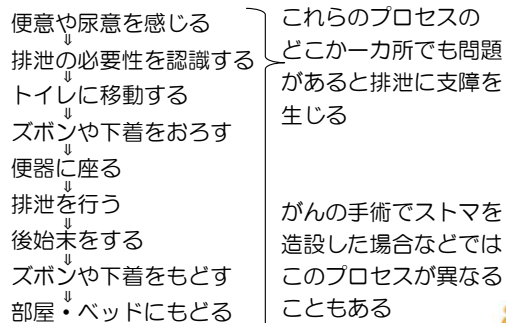 便意や尿意を感じる
⇓
排泄の必要性を認識する
⇓
トイレに移動する
⇓
ズボンや下着をおろす
⇓
便器に座る
⇓
排泄を行う
⇓
後始末をする
⇓
ズボンや下着をもどす
⇓
部屋・ベッドにもどる
これらのプロセスの
どこか一カ所でも問題
があると排泄に支障を
生じる
がんの手術でストマを
造設した場合などでは
このプロセスが異なる
こともある